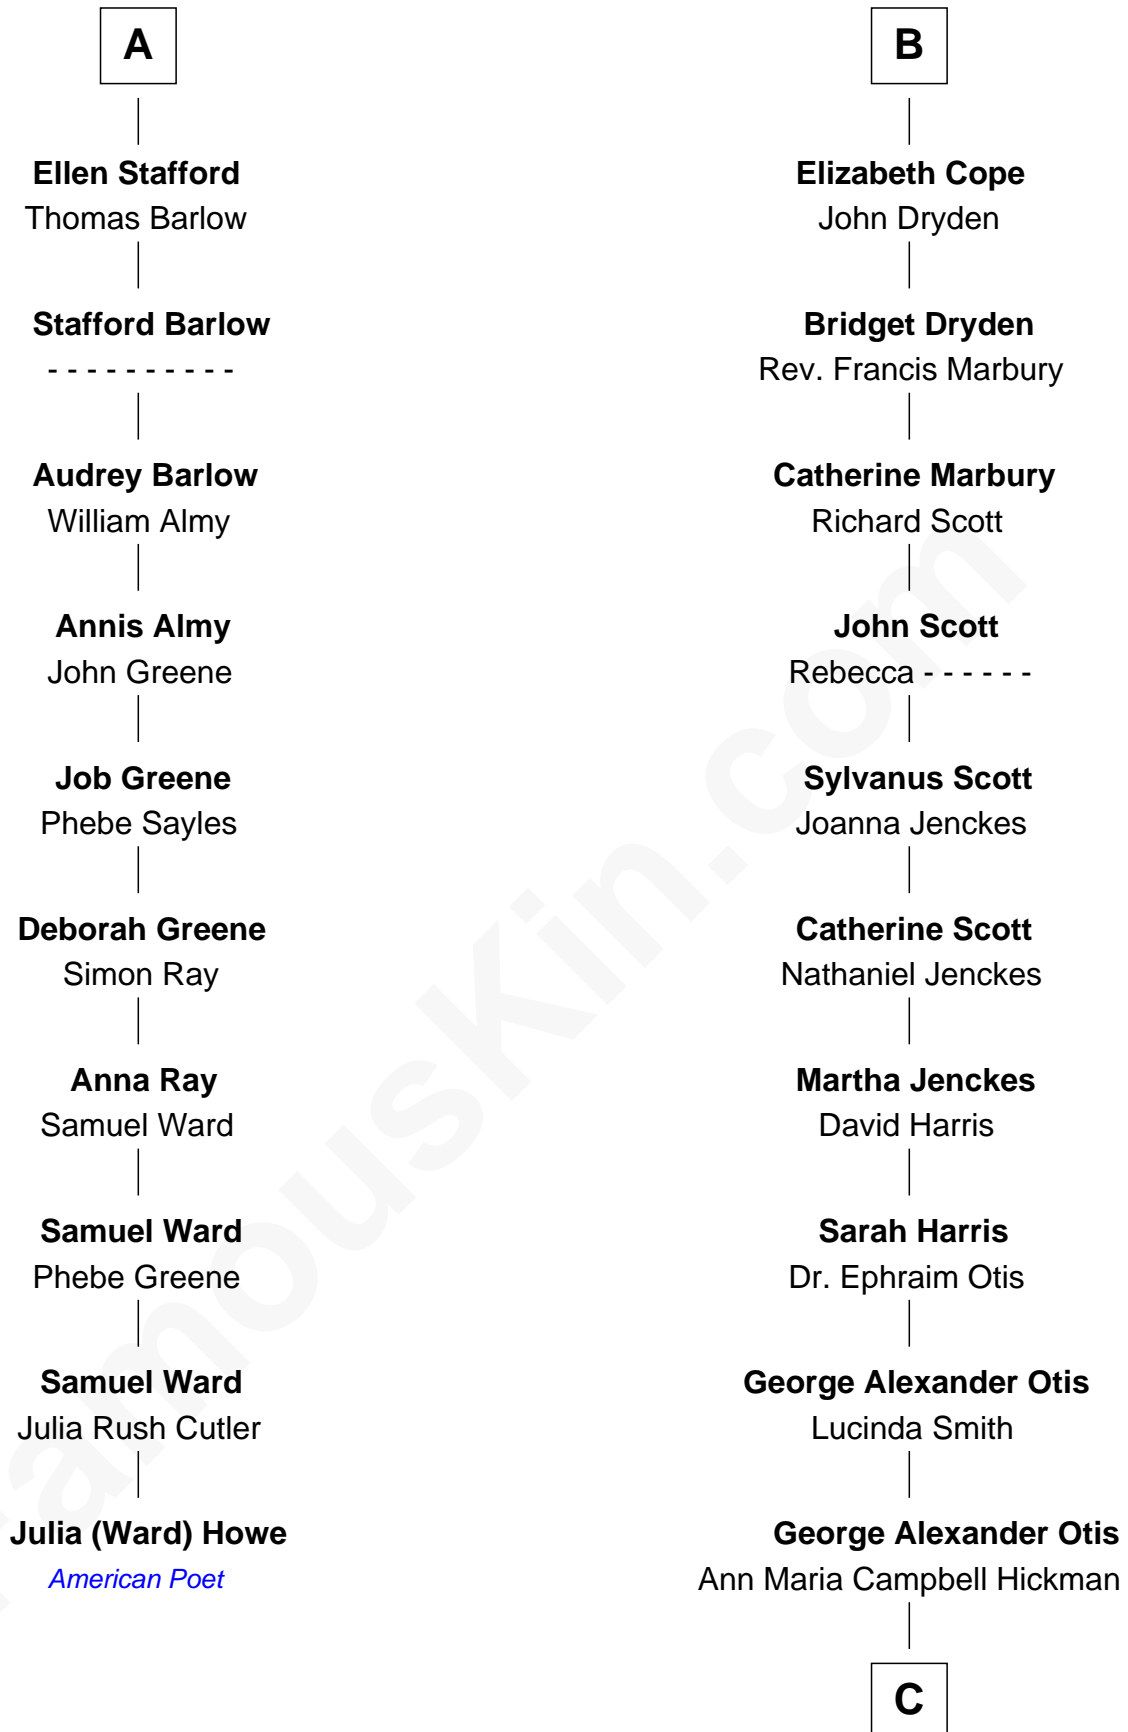 A
Ellen Stafford
Thomas Barlow
Stafford Barlow
- - - - - - - - - -
Audrey Barlow
William Almy
Annis Almy
John Greene
Job Greene
Phebe Sayles
Deborah Greene
Simon Ray
Anna Ray
Samuel Ward
Samuel Ward
Phebe Greene
Samuel Ward
Julia Rush Cutler
Julia (Ward) Howe
American Poet
B
Elizabeth Cope
John Dryden
Bridget Dryden
Rev. Francis Marbury
Catherine Marbury
Richard Scott
John Scott
Rebecca - - - - - -
Sylvanus Scott
Joanna Jenckes
Catherine Scott
Nathaniel Jenckes
Martha Jenckes
David Harris
Sarah Harris
Dr. Ephraim Otis
George Alexander Otis
Lucinda Smith
George Alexander Otis
Ann Maria Campbell Hickman
C
FamousKin.com